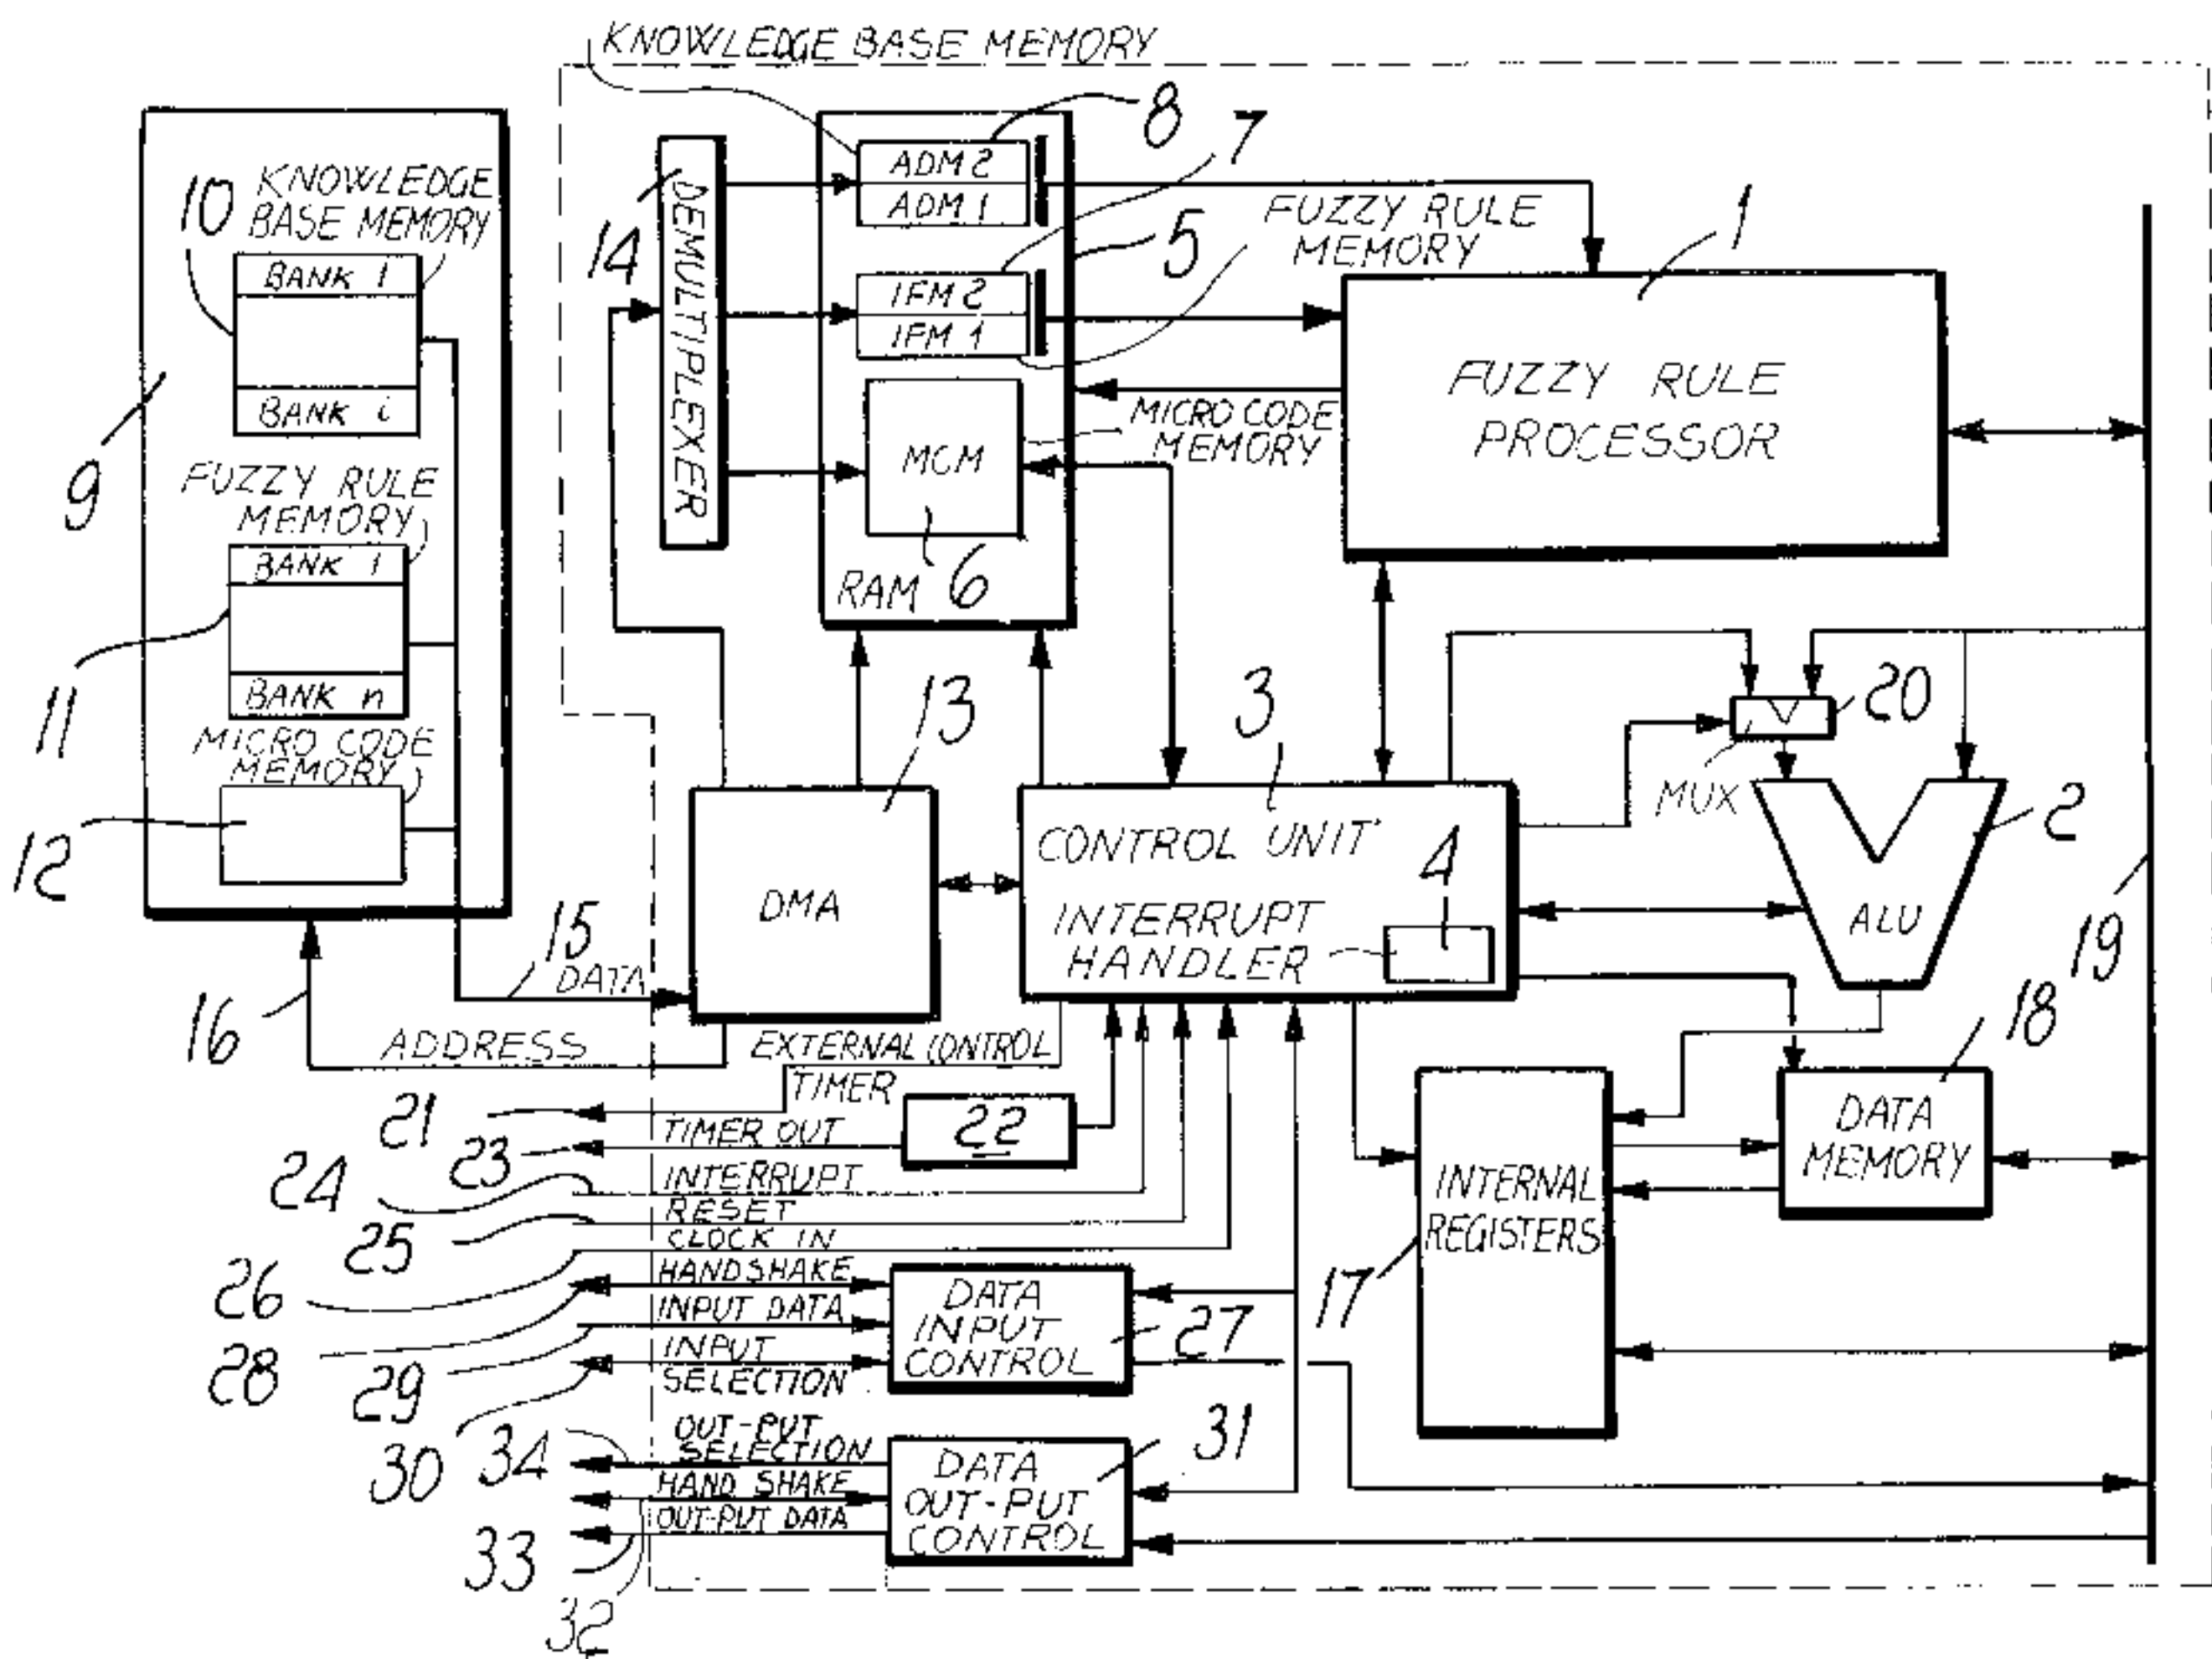 KNOWLEDGE BASE MEMORY
8
7
14
DEMULTIPLEXER
ADM 2
ADM 1
IFM 2
IFM 1
MCM
6
RAM
5
FUZZY RULE
MEMORY
MICRO CODE
MEMORY
1
FUZZY RULE
PROCESSOR
10
KNOWLEDGE
BASE MEMORY
BANK 1
BANK i
9
FUZZY RULE
MEMORY
BANK 1
BANK n
11
MICRO CODE
MEMORY
12
13
DMA
3
CONTROL UNIT
INTERRUPT
HANDLER
4
20
MUX
2
ALU
19
15
DATA
16
ADDRESS
EXTERNAL CONTROL
21
TIMER
22
23
TIMER OUT
24
INTERRUPT
25
RESET
26
CLOCK IN
28
HANDSHAKE
29
INPUT DATA
30
INPUT
SELECTION
DATA
INPUT
CONTROL
27
34
OUT-PUT
SELECTION
HAND SHAKE
OUT-PUT DATA
33
32
DATA
OUT-PUT
CONTROL
31
17
INTERNAL
REGISTERS
18
DATA
MEMORY